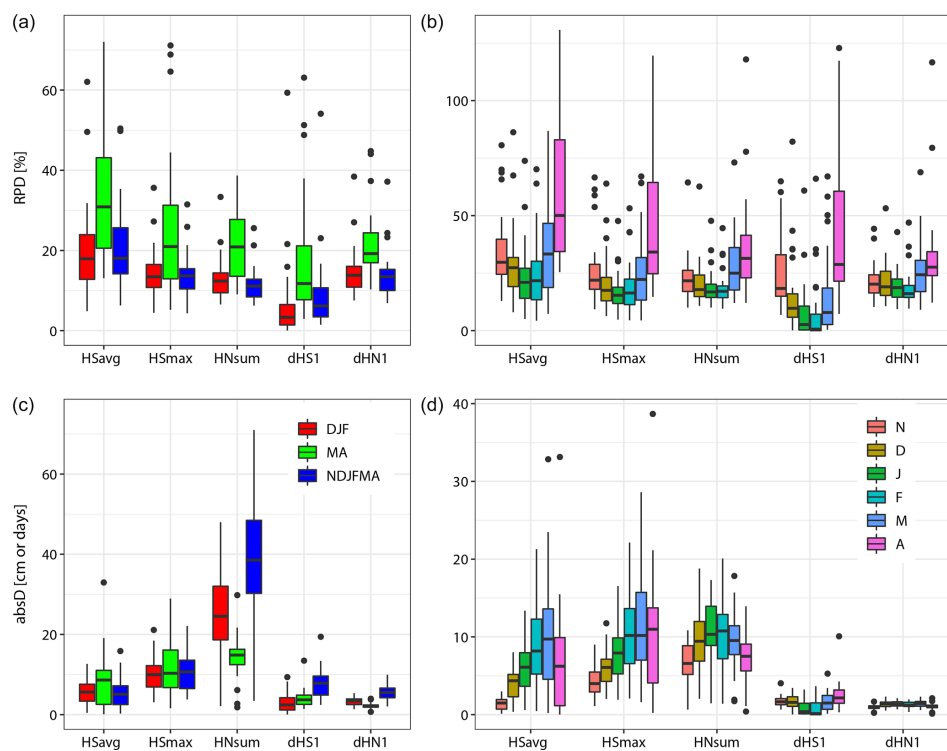 (a)
RPD [%]
60
40
20
0
HSavg HSmax HNsum dHS1 dHN1
(b)
100
50
0
HSavg HSmax HNsum dHS1 dHN1
(c)
absD [cm or days]
60
40
20
0
DJF
MA
NDJFMA
HSavg HSmax HNsum dHS1 dHN1
(d)
40
30
20
10
0
N
D
J
F
M
A
HSavg HSmax HNsum dHS1 dHN1